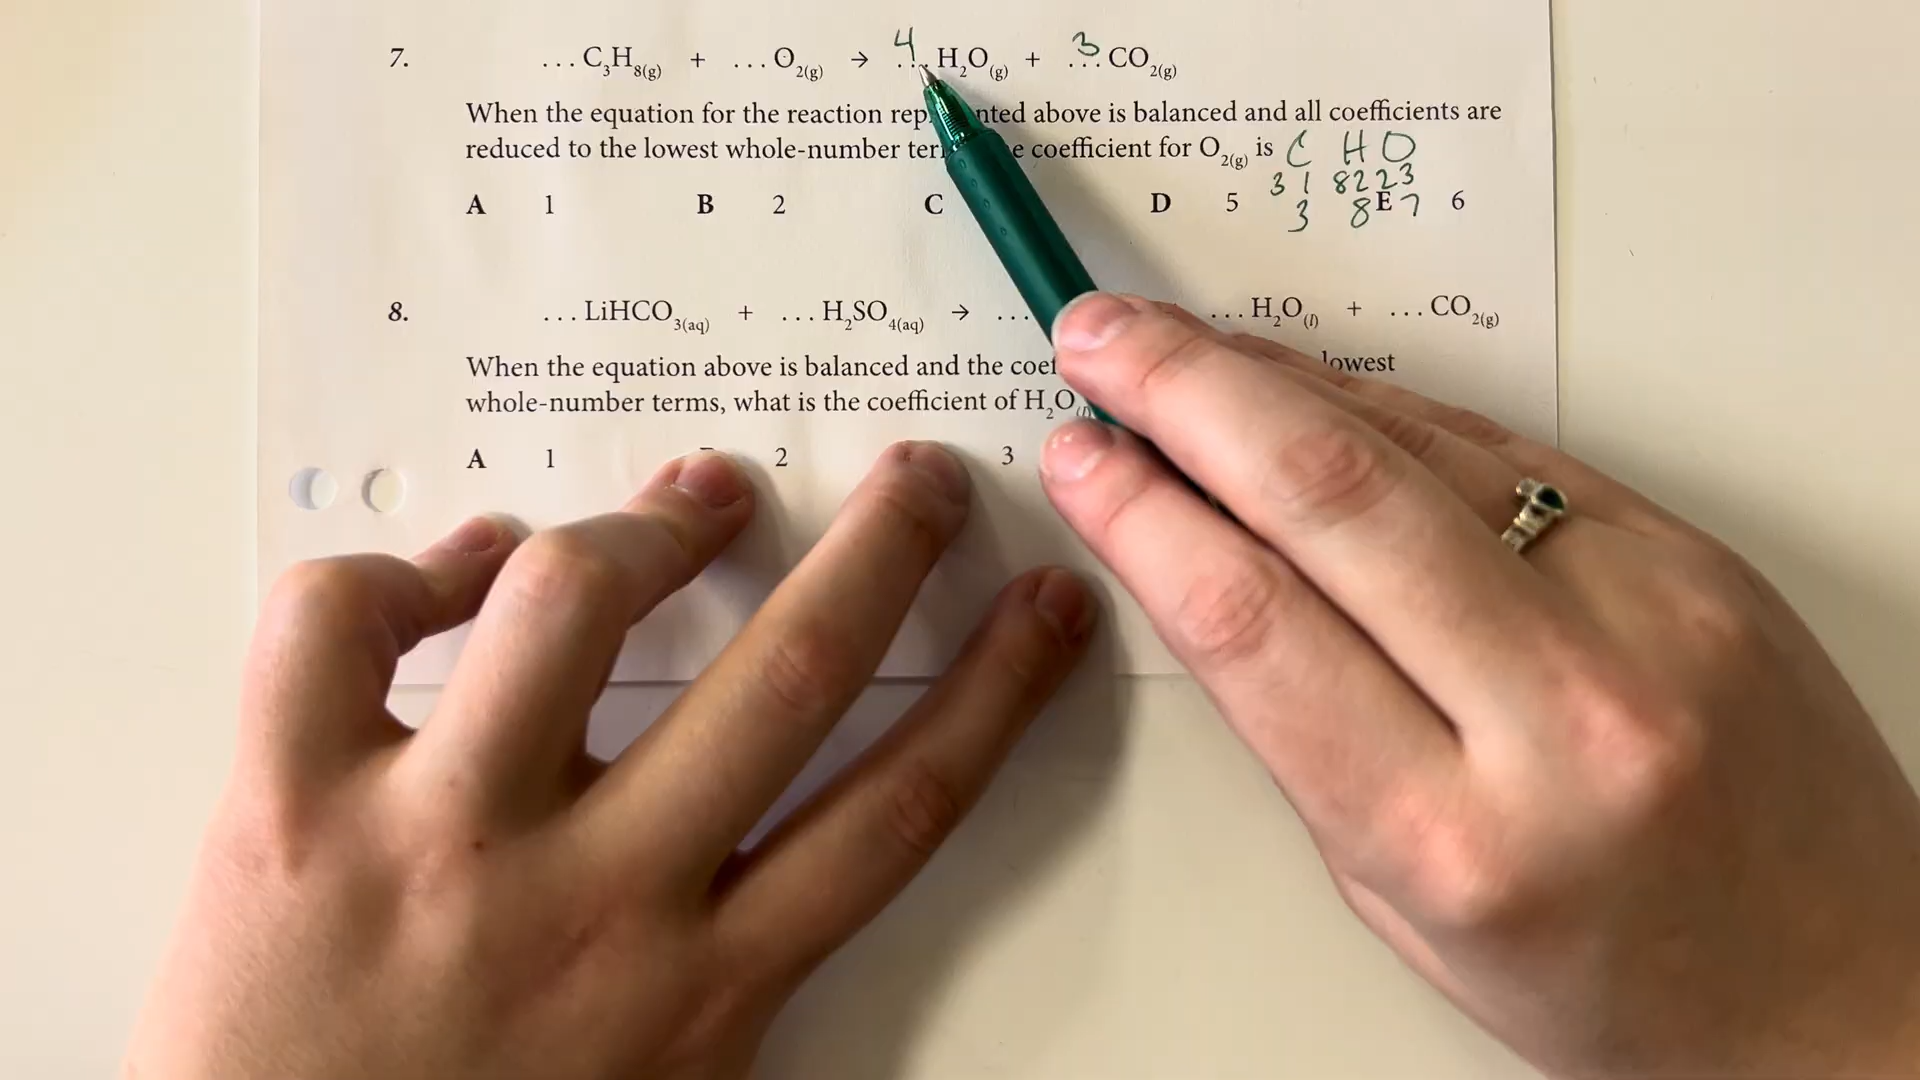 7. ...C3H8(g) + ...O2(g) → 4 ...H2O(g) + 3 ...CO2(g)
When the equation for the reaction rep nted above is balanced and all coefficients are
reduced to the lowest whole-number ter e coefficient for O2(g) is C H O
3 1 8 2 2 3
3 8 7
A 1 B 2 C D 5 E 6
8. ...LiHCO3(aq) + ...H2SO4(aq) → ... ...H2O(l) + ...CO2(g)
When the equation above is balanced and the coef lowest
whole-number terms, what is the coefficient of H2O(l)
A 1 2 3